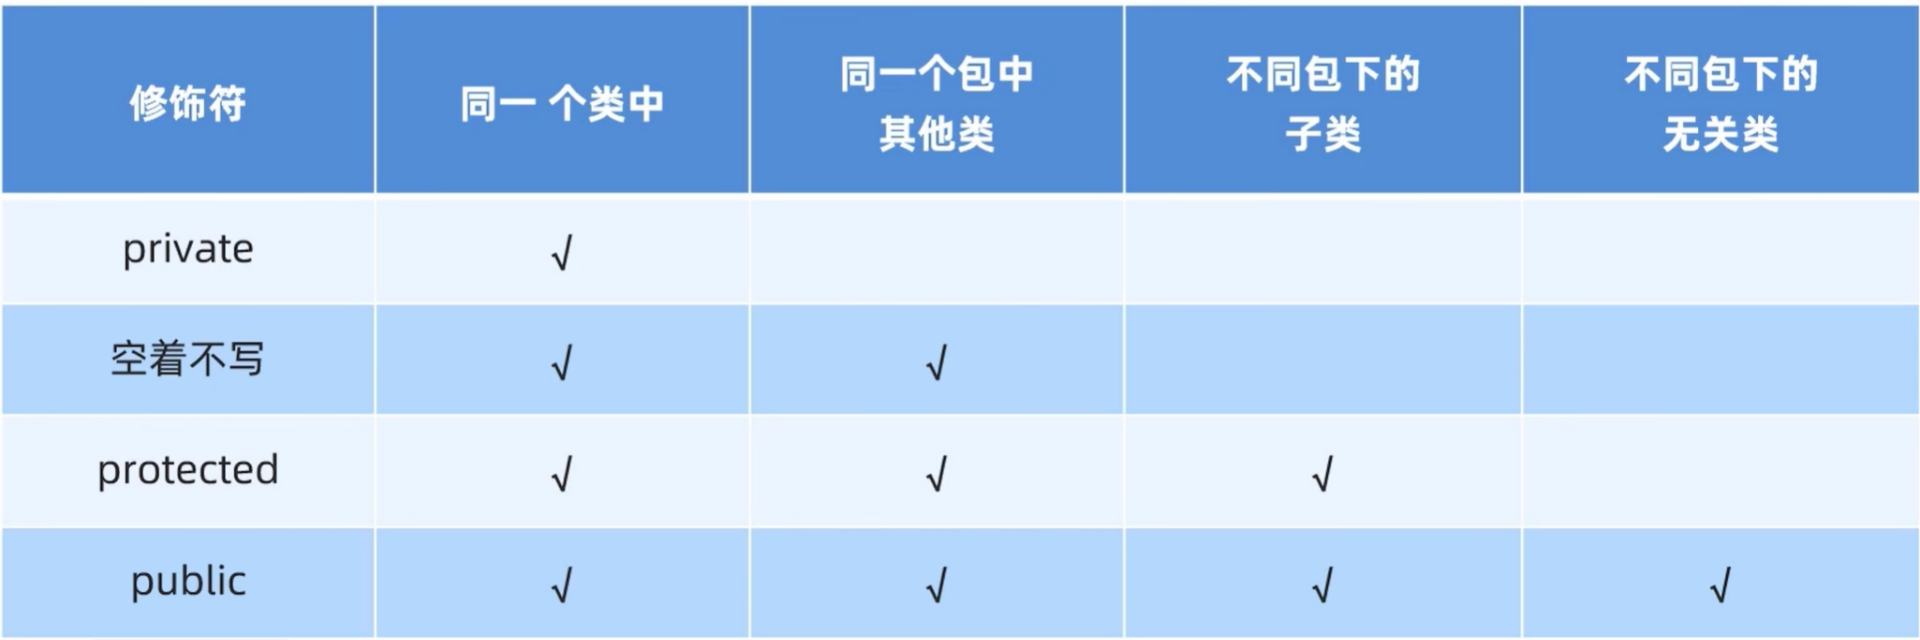 修饰符
同一 个类中
同一个包中
其他类
不同包下的
子类
不同包下的
无关类
private √
空着不写 √ √
protected √ √ √
public √ √ √ √